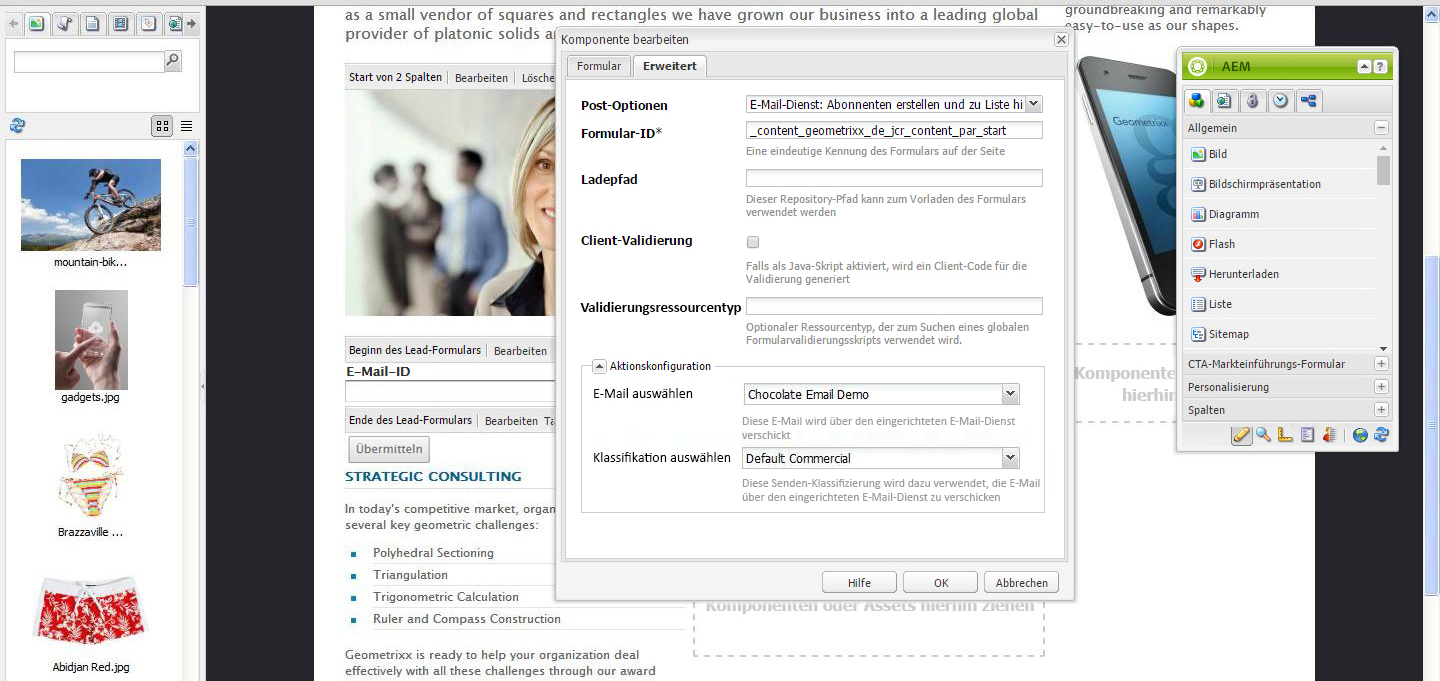 as a small vendor of squares and rectangles we have grown our business into a leading global
provider of platonic solids
groundbreaking and remarkably
easy-to-use as our shapes.
mountain-bik...
gadgets.jpg
Brazzaville ...
Abidjan Red.jpg
Start von 2 Spalten
Bearbeiten
Lösche
Beginn des Lead-Formulars
Bearbeiten
E-Mail-ID
Ende des Lead-Formulars
Bearbeiten
Übermitteln
STRATEGIC CONSULTING
In today's competitive market, organ
several key geometric challenges:
Polyhedral Sectioning
Triangulation
Trigonometric Calculation
Ruler and Compass Construction
Geometrixx is ready to help your organization deal
effectively with all these challenges through our award
Komponente bearbeiten
Formular
Erweitert
Post-Optionen
E-Mail-Dienst: Abonnenten erstellen und zu Liste hi
Formular-ID*
_content_geometrixx_de_jcr_content_par_start
Eine eindeutige Kennung des Formulars auf der Seite
Ladepfad
Dieser Repository-Pfad kann zum Vorladen des Formulars
verwendet werden
Client-Validierung
Falls als Java-Skript aktiviert, wird ein Client-Code für die
Validierung generiert
Validierungsressourcentyp
Optionaler Ressourcentyp, der zum Suchen eines globalen
Formularvalidierungsskripts verwendet wird.
Aktionskonfiguration
E-Mail auswählen
Chocolate Email Demo
Diese E-Mail wird über den eingerichteten E-Mail-Dienst
verschickt
Klassifikation auswählen
Default Commercial
Diese Senden-Klassifizierung wird dazu verwendet, die E-Mail
über den eingerichteten E-Mail-Dienst zu verschicken
Hilfe
OK
Abbrechen
Komponenten oder Assets hierhin ziehen
Geometrixx
Komponente
hierhin
AEM
?
Allgemein
Bild
Bildschirmpräsentation
Diagramm
Flash
Herunterladen
Liste
Sitemap
CTA-Markteinführungs-Formular
Personalisierung
Spalten